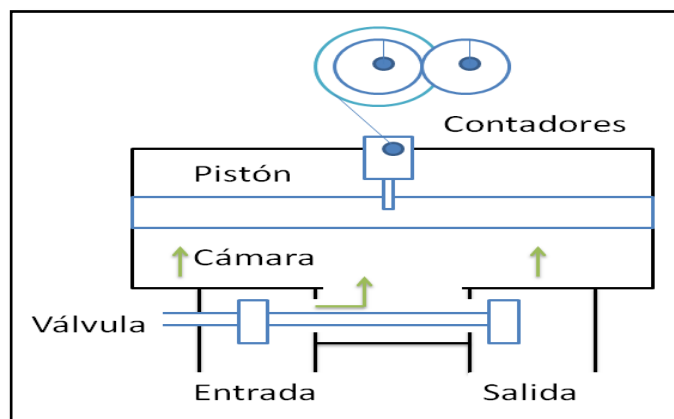 Contadores
Pistón
Cámara
Válvula
Entrada
Salida